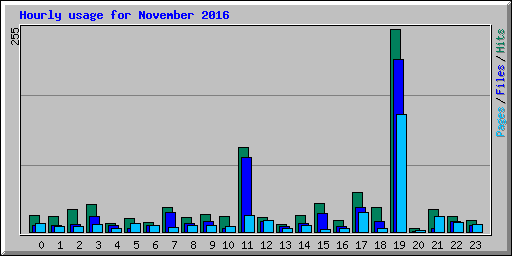 Hourly usage for November 2016
255
Pages/Files/Hits
0 1 2 3 4 5 6 7 8 9 10 11 12 13 14 15 16 17 18 19 20 21 22 23